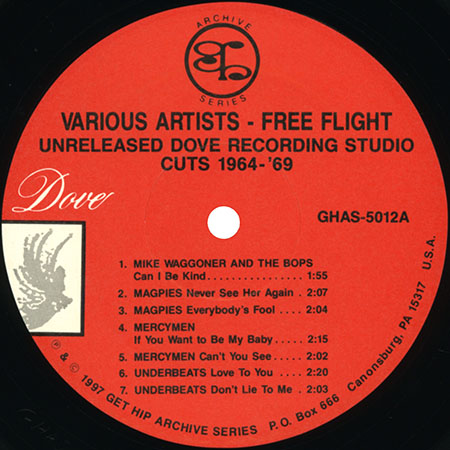 ARCHIVE
SERIES
VARIOUS ARTISTS - FREE FLIGHT
UNRELEASED DOVE RECORDING STUDIO
CUTS 1964-'69
Dove
GHAS-5012A
1. MIKE WAGGONER AND THE BOPS
Can I Be Kind.................1:55
2. MAGPIES Never See Her Again . 2:07
3. MAGPIES Everybody's Fool .... 2:04
4. MERCYMEN
If You Want to Be My Baby..... 2:15
5. MERCYMEN Can't You See..... 2:02
6. UNDERBEATS Love To You .... 2:20
7. UNDERBEATS Don't Lie To Me . 2:03
℗ & © 1997 GET HIP ARCHIVE SERIES P.O. Box 666 Canonsburg, PA 15317 U.S.A.